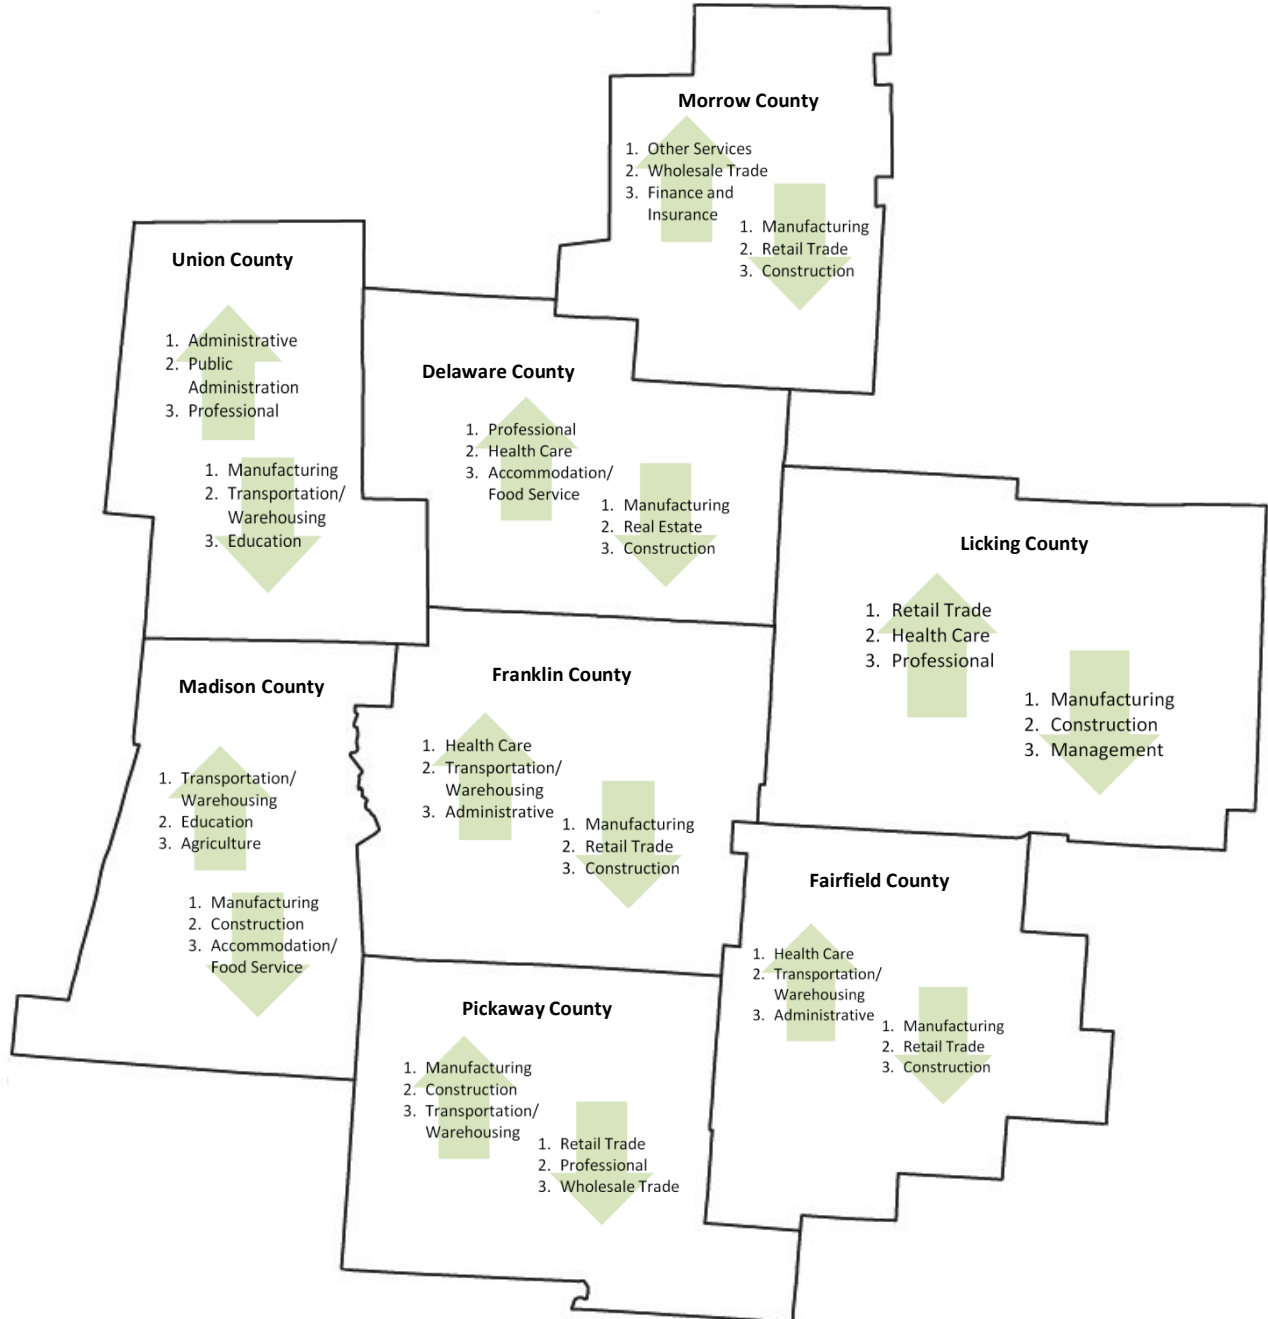 Morrow County
1. Other Services
2. Wholesale Trade
3. Finance and
Insurance
1. Manufacturing
2. Retail Trade
3. Construction
Union County
1. Administrative
2. Public
Administration
3. Professional
1. Manufacturing
2. Transportation/
Warehousing
3. Education
Delaware County
1. Professional
2. Health Care
3. Accommodation/
Food Service
1. Manufacturing
2. Real Estate
3. Construction
Licking County
1. Retail Trade
2. Health Care
3. Professional
1. Manufacturing
2. Construction
3. Management
Madison County
1. Transportation/
Warehousing
2. Education
3. Agriculture
1. Manufacturing
2. Construction
3. Accommodation/
Food Service
Franklin County
1. Health Care
2. Transportation/
Warehousing
3. Administrative
1. Manufacturing
2. Retail Trade
3. Construction
Fairfield County
1. Health Care
2. Transportation/
Warehousing
3. Administrative
1. Manufacturing
2. Retail Trade
3. Construction
Pickaway County
1. Manufacturing
2. Construction
3. Transportation/
Warehousing
1. Retail Trade
2. Professional
3. Wholesale Trade